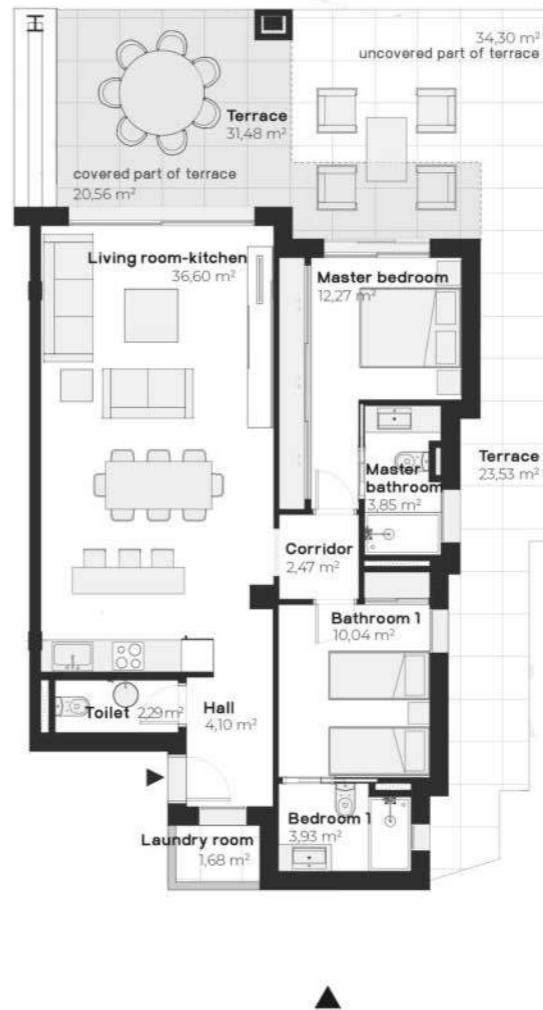 34,30 m²
uncovered part of terrace
Terrace
31,48 m²
covered part of terrace
20,56 m²
Living room-kitchen
36,60 m²
Master bedroom
12,27 m²
Terrace
23,53 m²
Master
bathroom
3,85 m²
Corridor
2,47 m²
Bathroom 1
10,04 m²
Toilet 2,29 m²
Hall
4,10 m²
Bedroom 1
3,93 m²
Laundry room
1,68 m²